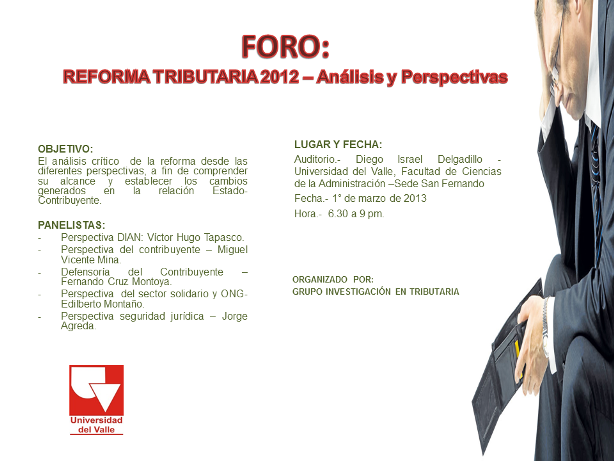 FORO:
REFORMA TRIBUTARIA 2012 – Análisis y Perspectivas
OBJETIVO:
El análisis crítico de la reforma desde las
diferentes perspectivas, a fin de comprender
su alcance y establecer los cambios
generados en la relación Estado-
Contribuyente.
PANELISTAS:
- Perspectiva DIAN: Víctor Hugo Tapasco.
- Perspectiva del contribuyente – Miguel
Vicente Mina.
- Defensoría del Contribuyente –
Fernando Cruz Montoya.
- Perspectiva del sector solidario y ONG-
Edilberto Montaño.
- Perspectiva seguridad jurídica – Jorge
Agreda.
LUGAR Y FECHA:
Auditorio.- Diego Israel Delgadillo -
Universidad del Valle, Facultad de Ciencias
de la Administración –Sede San Fernando
Fecha.- 1° de marzo de 2013
Hora.- 6.30 a 9 pm.
ORGANIZADO POR:
GRUPO INVESTIGACIÓN EN TRIBUTARIA
Universidad
del Valle